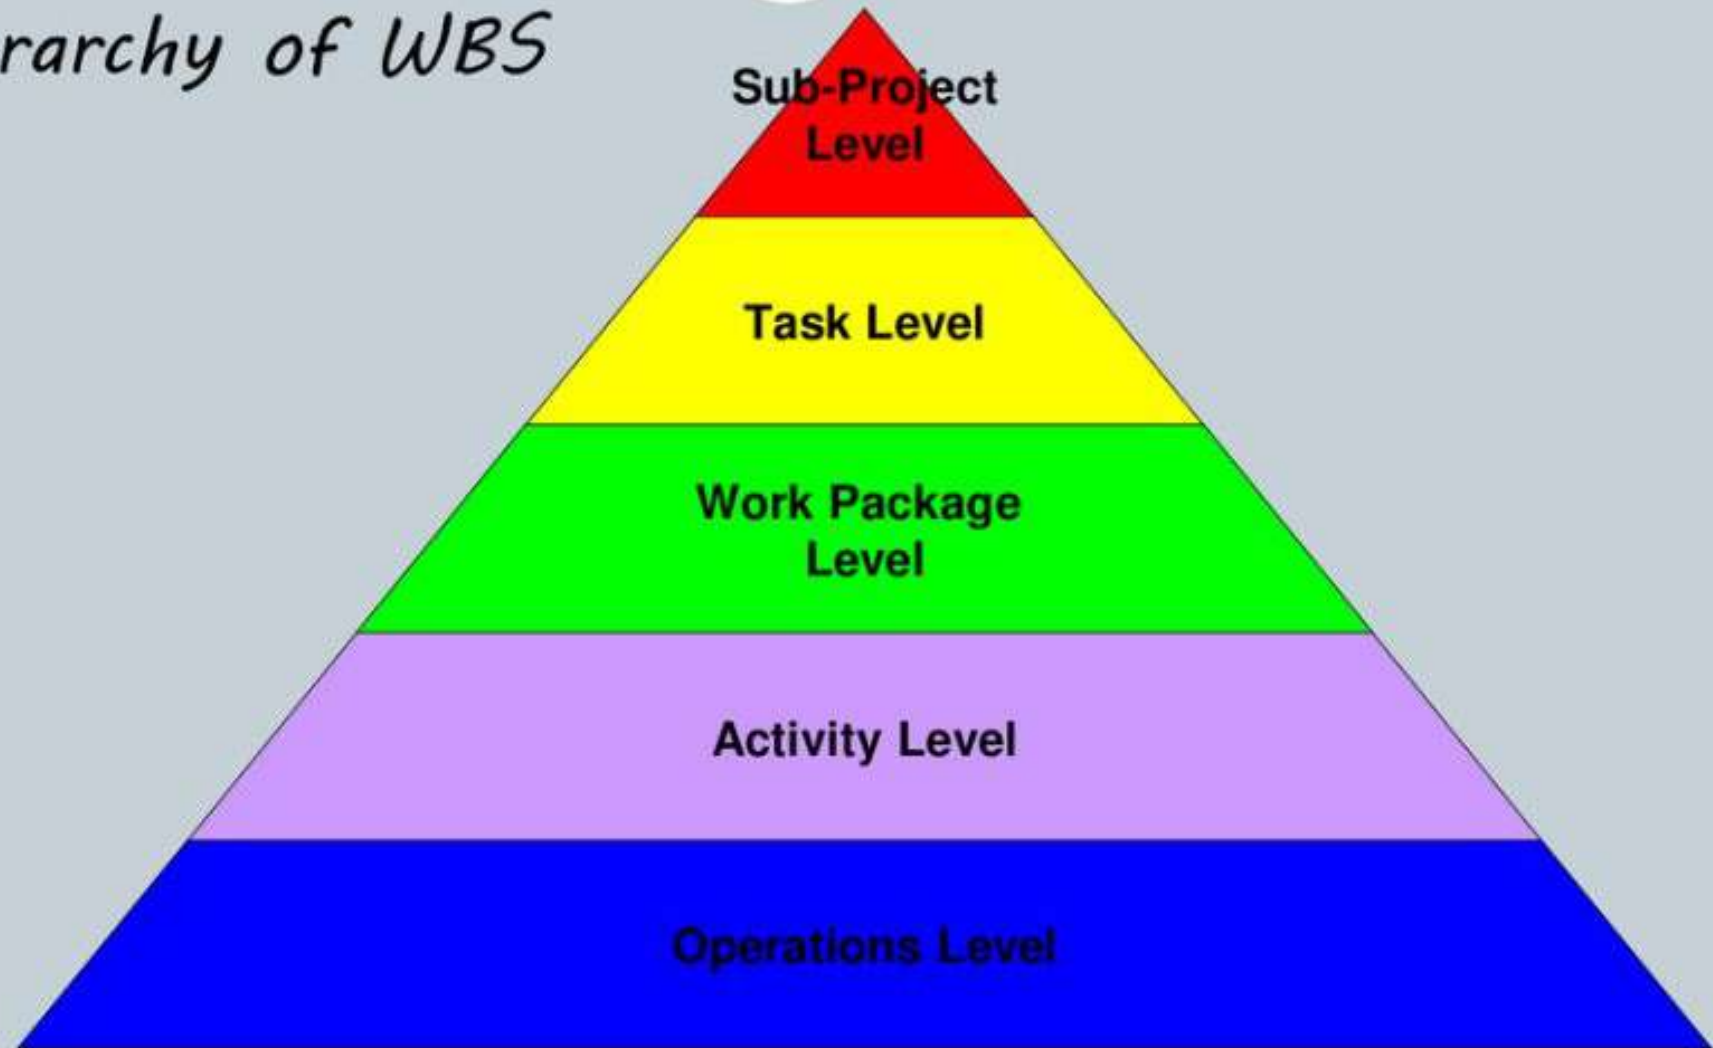 rarchy of WBS
Sub-Project
Level
Task Level
Work Package
Level
Activity Level
Operations Level